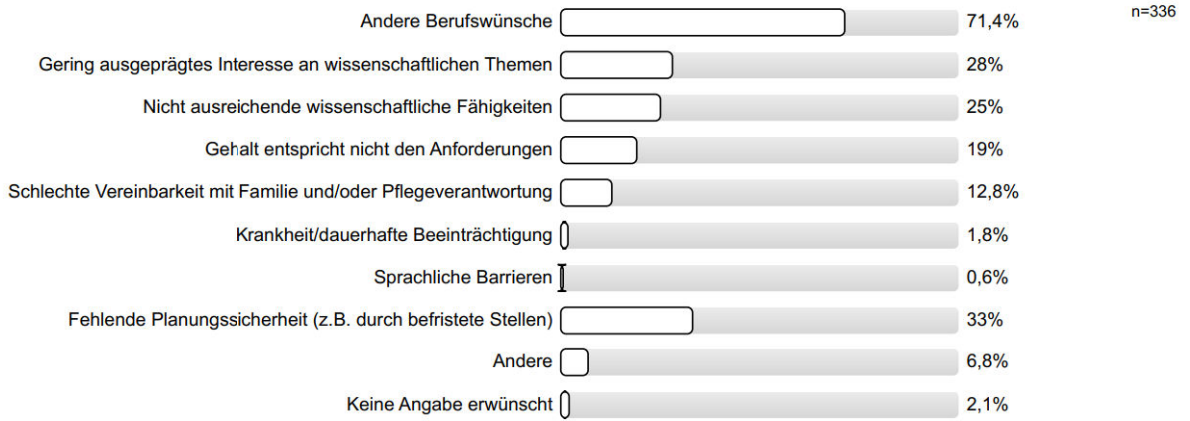 n=336
Andere Berufswünsche 71,4%
Gering ausgeprägtes Interesse an wissenschaftlichen Themen 28%
Nicht ausreichende wissenschaftliche Fähigkeiten 25%
Gehalt entspricht nicht den Anforderungen 19%
Schlechte Vereinbarkeit mit Familie und/oder Pflegeverantwortung 12,8%
Krankheit/dauerhafte Beeinträchtigung 1,8%
Sprachliche Barrieren 0,6%
Fehlende Planungssicherheit (z.B. durch befristete Stellen) 33%
Andere 6,8%
Keine Angabe erwünscht 2,1%